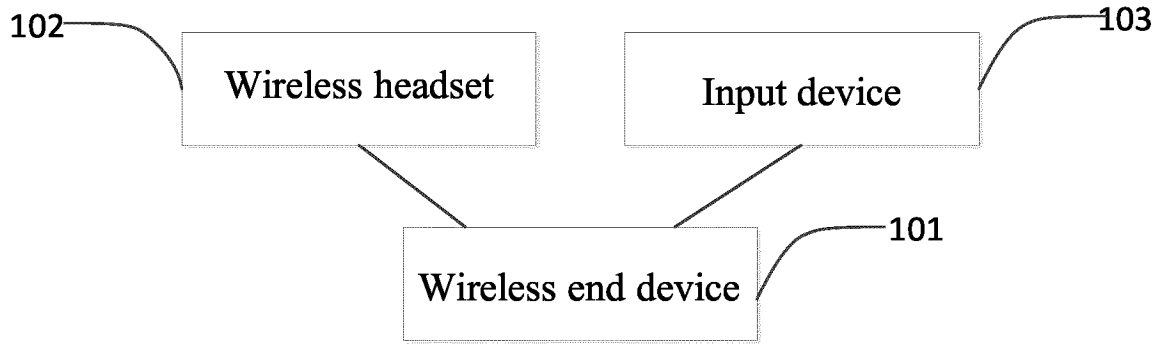 102
103
Wireless headset
Input device
101
Wireless end device